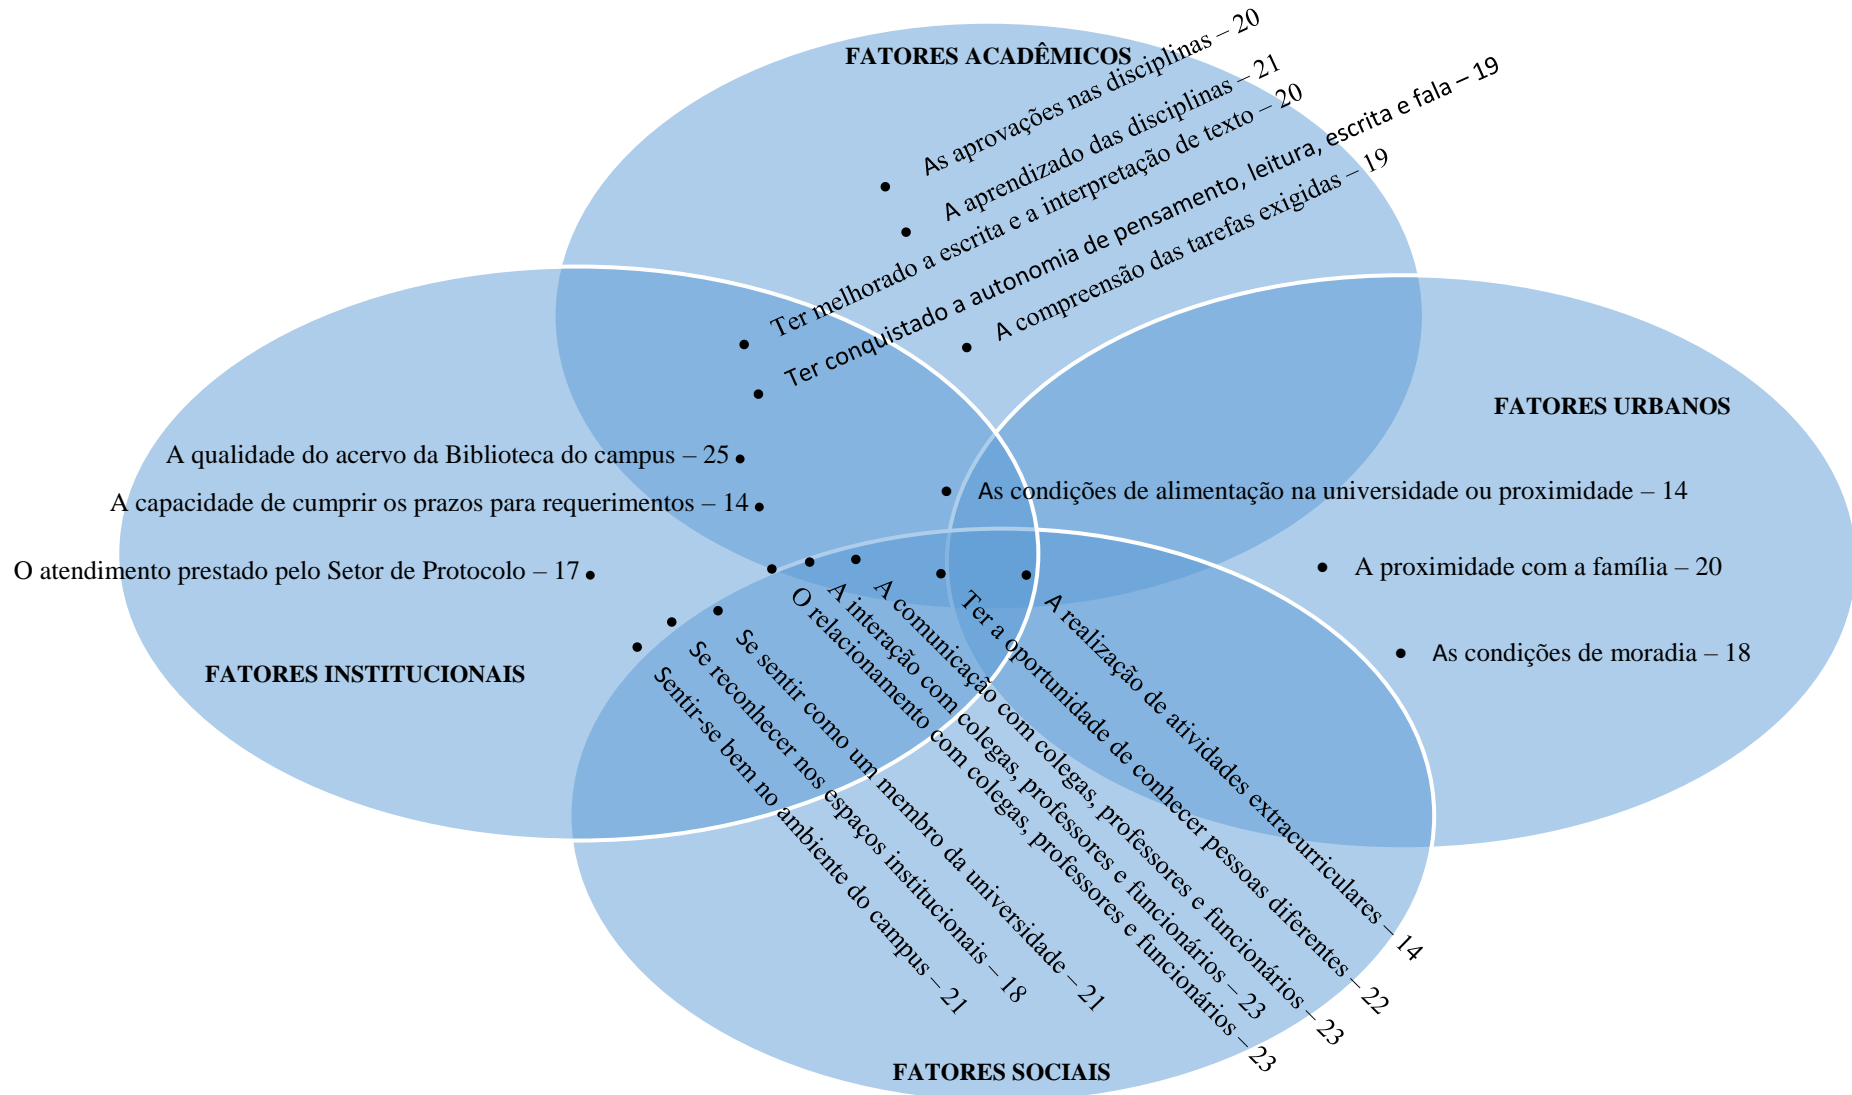 FATORES ACADÊMICOS
• As aprovações nas disciplinas – 20
• A aprendizado das disciplinas – 21
• Ter melhorado a escrita e a interpretação de texto – 20
• Ter conquistado a autonomia de pensamento, leitura, escrita e fala – 19
• A compreensão das tarefas exigidas – 19
FATORES URBANOS
• As condições de alimentação na universidade ou proximidade – 14
• A proximidade com a família – 20
• As condições de moradia – 18
A qualidade do acervo da Biblioteca do campus – 25 •
A capacidade de cumprir os prazos para requerimentos – 14 •
O atendimento prestado pelo Setor de Protocolo – 17 •
FATORES INSTITUCIONAIS
• Sentir-se bem no ambiente do campus – 21
• Se reconhecer nos espaços institucionais – 18
• Se sentir como um membro da universidade – 21
• O relacionamento com colegas, professores e funcionários – 23
• A interação com colegas, professores e funcionários – 23
• A comunicação com colegas, professores e funcionários – 23
• Ter a oportunidade de conhecer pessoas diferentes – 22
• A realização de atividades extracurriculares – 14
FATORES SOCIAIS